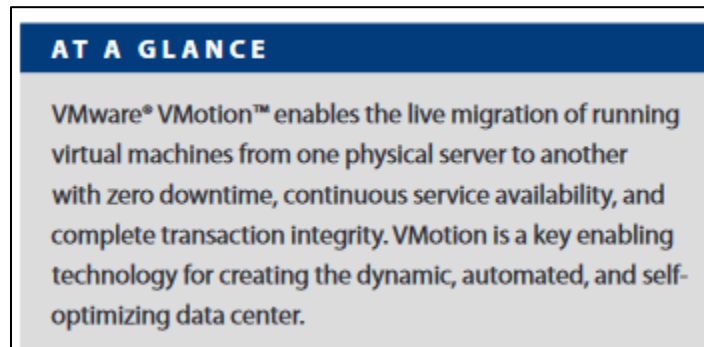 AT A GLANCE
VMware® VMotion™ enables the live migration of running
virtual machines from one physical server to another
with zero downtime, continuous service availability, and
complete transaction integrity. VMotion is a key enabling
technology for creating the dynamic, automated, and self-
optimizing data center.